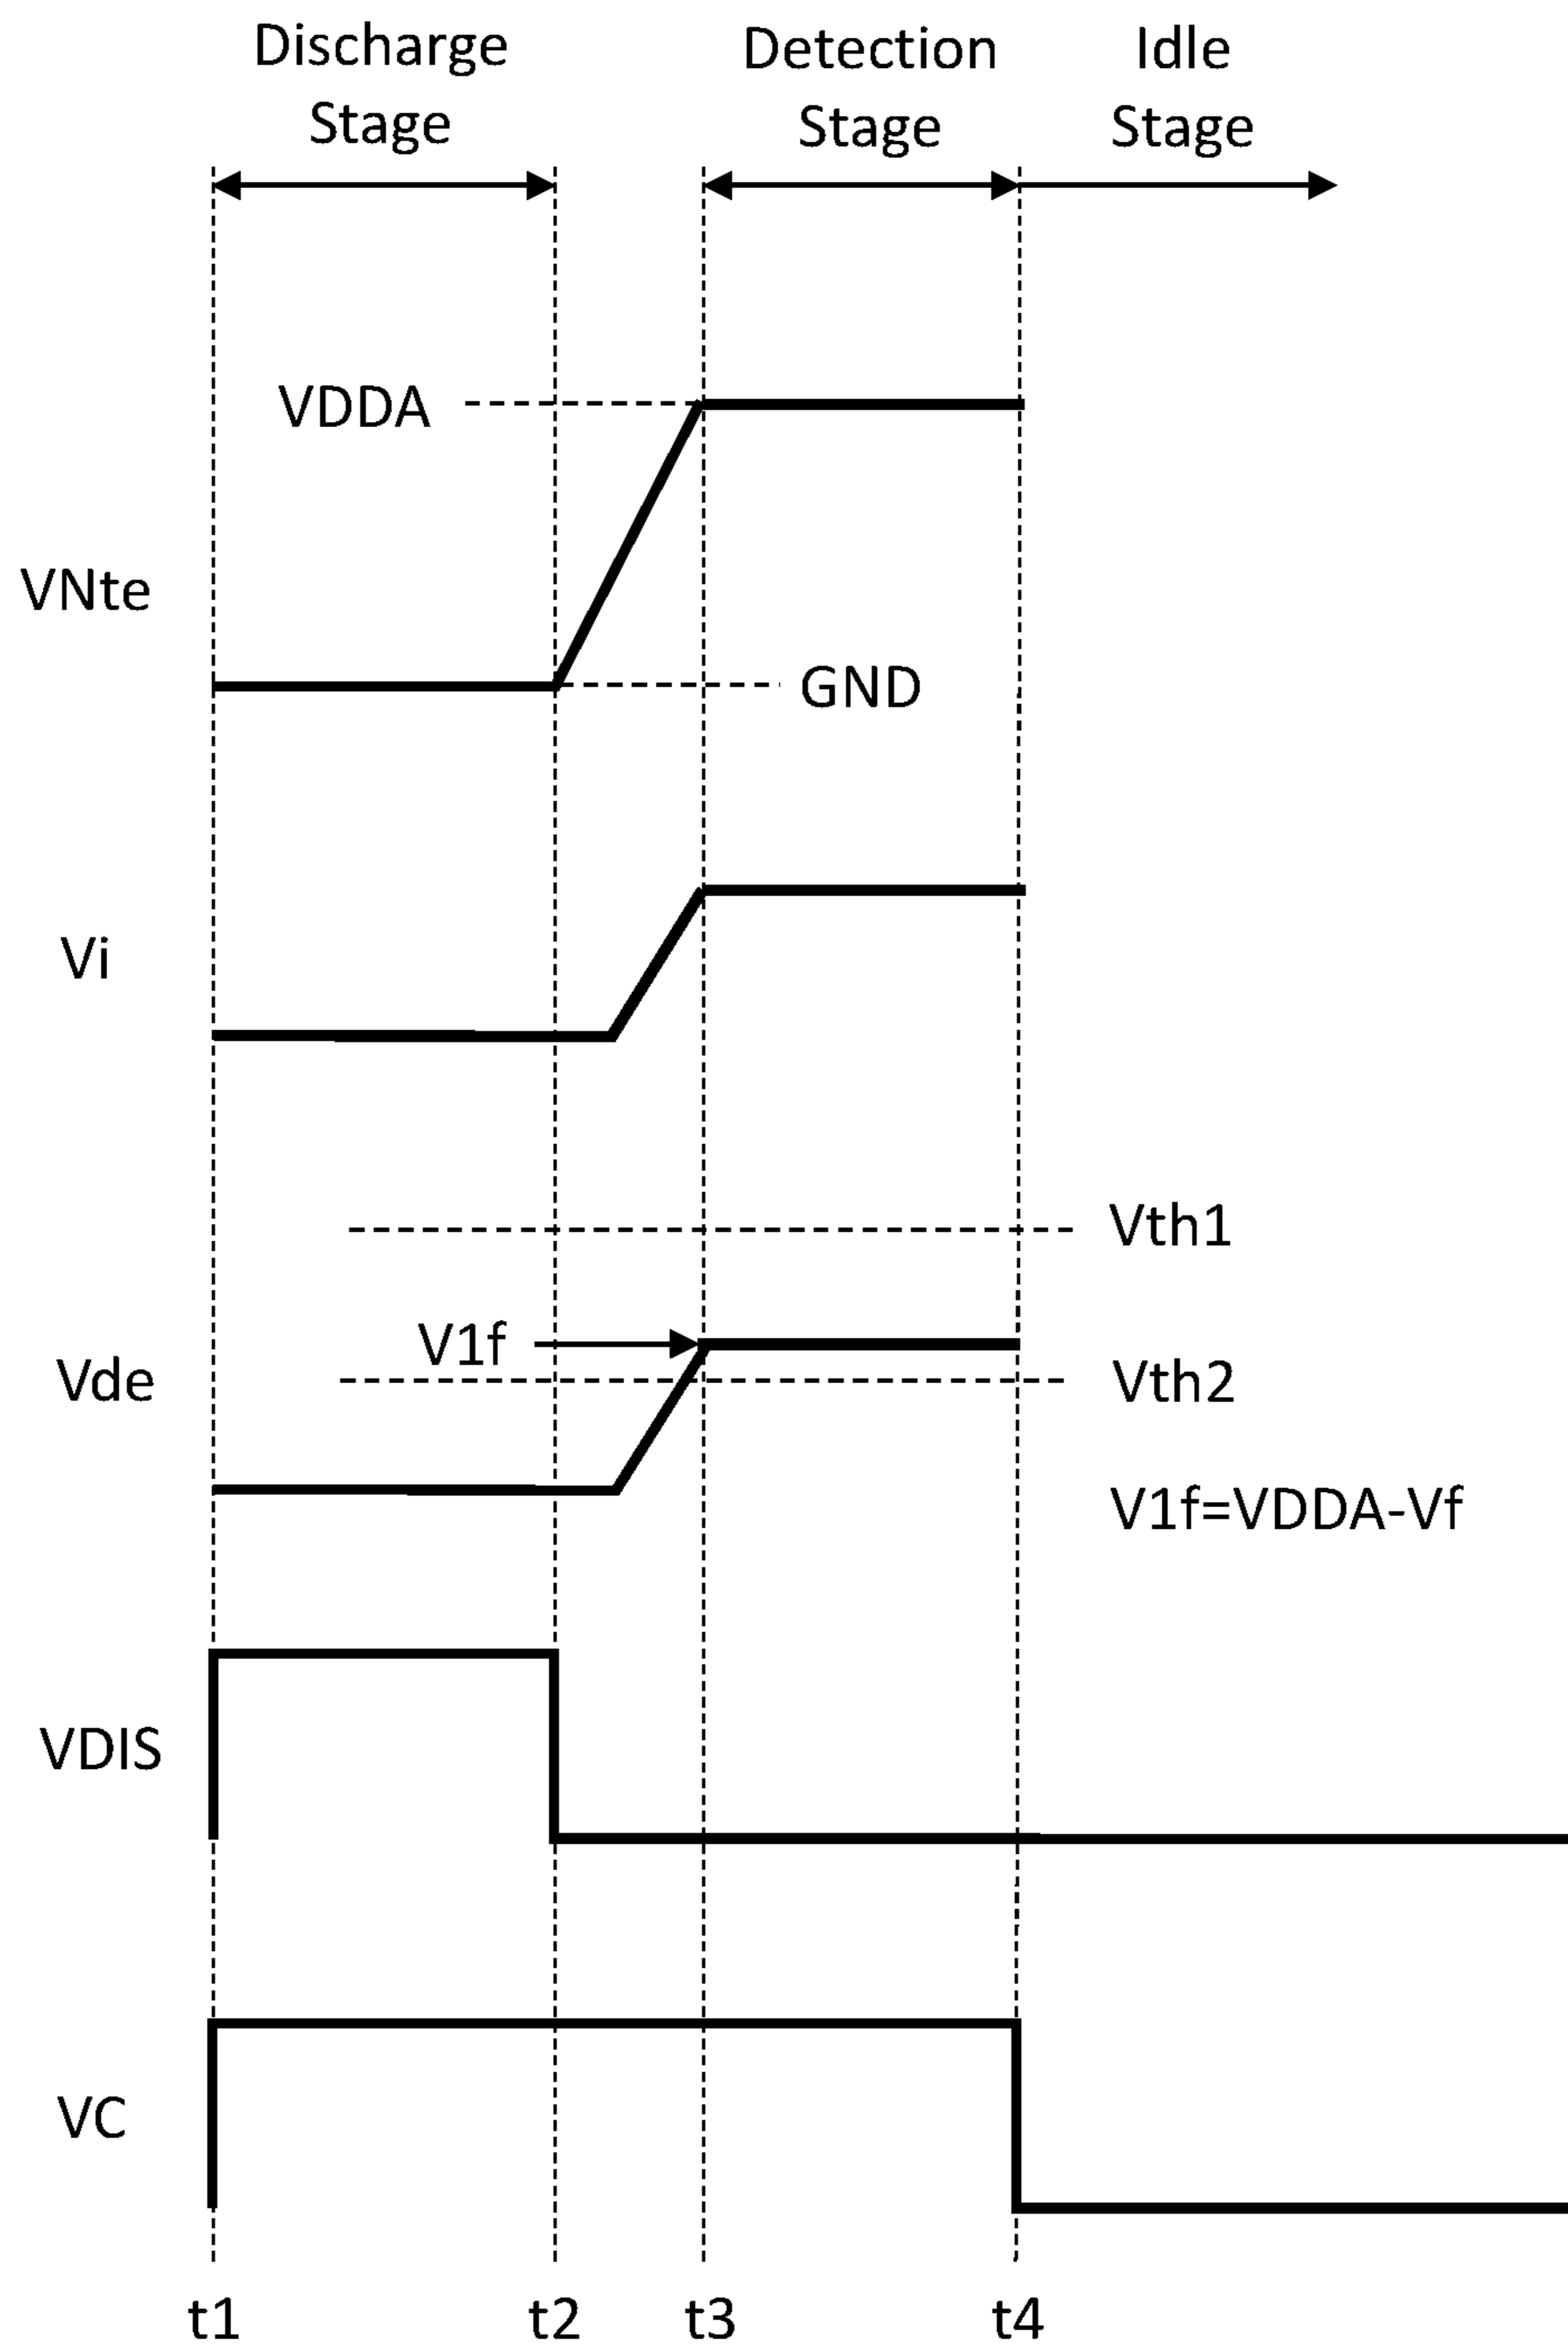 Discharge
Stage
Detection
Stage
Idle
Stage
VDDA
VNte
GND
Vi
Vth1
V1f
Vde
Vth2
V1f=VDDA-Vf
VDIS
VC
t1
t2
t3
t4